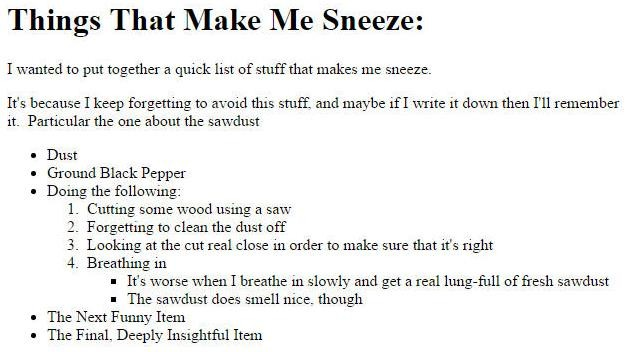 Things That Make Me Sneeze:
I wanted to put together a quick list of stuff that makes me sneeze.
It's because I keep forgetting to avoid this stuff, and maybe if I write it down then I'll remember
it.  Particular the one about the sawdust
• Dust
• Ground Black Pepper
• Doing the following:
1. Cutting some wood using a saw
2. Forgetting to clean the dust off
3. Looking at the cut real close in order to make sure that it's right
4. Breathing in
▪ It's worse when I breathe in slowly and get a real lung-full of fresh sawdust
▪ The sawdust does smell nice, though
• The Next Funny Item
• The Final, Deeply Insightful Item